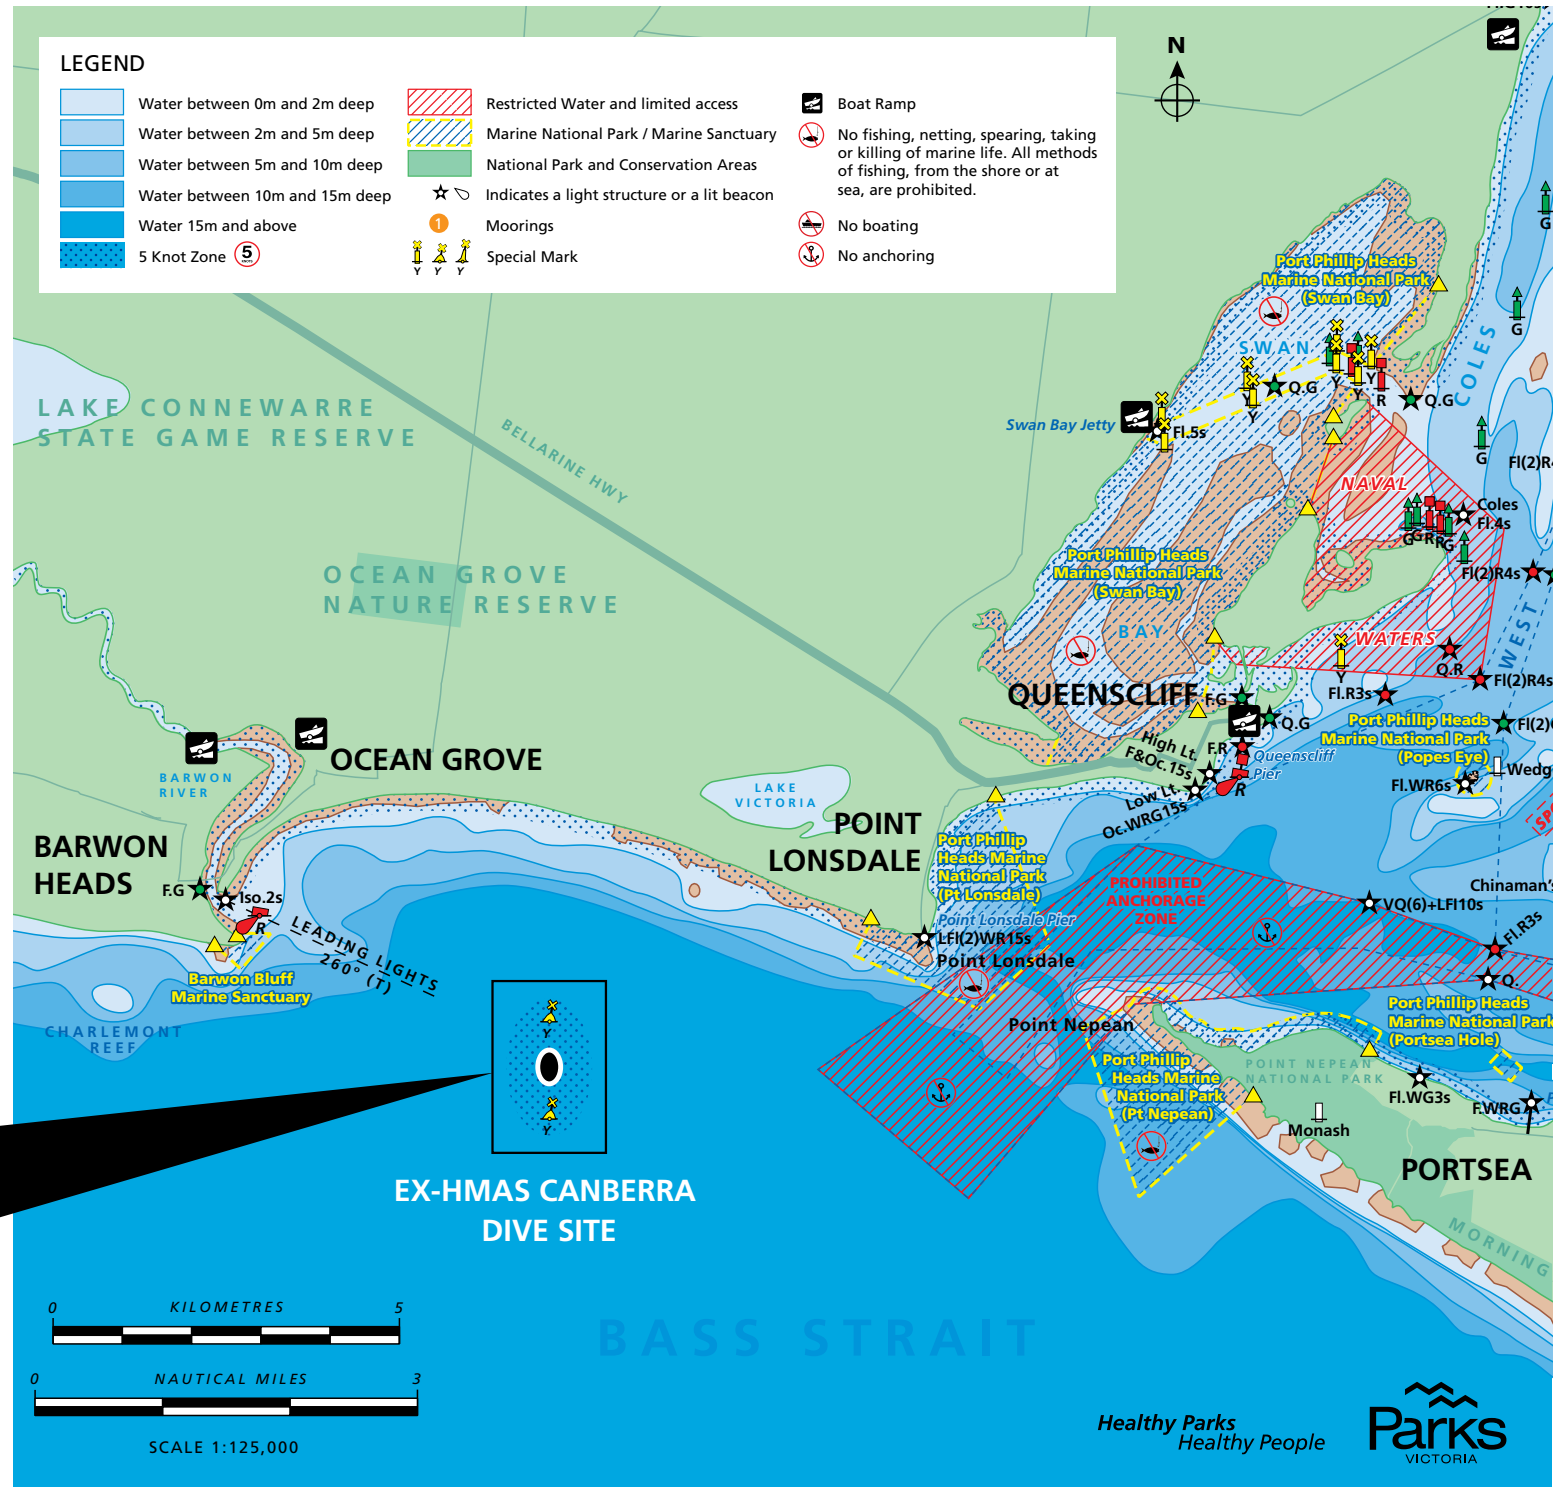 LEGEND
Water between 0m and 2m deep
Water between 2m and 5m deep
Water between 5m and 10m deep
Water between 10m and 15m deep
Water 15m and above
5 Knot Zone 5
KNOTS
Restricted Water and limited access
Marine National Park / Marine Sanctuary
National Park and Conservation Areas
Indicates a light structure or a lit beacon
1 Moorings
Special Mark
Y Y Y
Boat Ramp
No fishing, netting, spearing, taking
or killing of marine life. All methods
of fishing, from the shore or at
sea, are prohibited.
No boating
No anchoring
N
G
G
G
Port Phillip Heads
Marine National Park
(Swan Bay)
SWAN
COLES
Y
Y
Q.G
Y
Y
Y
R
Q.G
LAKE CONNEWARRE
STATE GAME RESERVE
BELLARINE HWY
Swan Bay Jetty
Fl.5s
Fl(2)R4
NAVAL
Coles
Fl.4s
G
G
R
R
G
Fl(2)R4s
OCEAN GROVE
NATURE RESERVE
Port Phillip Heads
Marine National Park
(Swan Bay)
BAY
WATERS
WEST
Y
Q.R
Fl(2)R4s
Fl.R3s
QUEENSCLIFF
F.G
Q.G
Port Phillip Heads
Marine National Park
(Popes Eye)
Fl(2)
High Lt.
F&Oc.15s
F.R
Queenscliff
Pier
R
Low Lt.
Oc.WRG15s
Fl.WR6s
Wedg
OCEAN GROVE
BARWON
RIVER
LAKE
VICTORIA
POINT
LONSDALE
BARWON
HEADS
F.G
Iso.2s
R
LEADING LIGHTS
260° (T)
Barwon Bluff
Marine Sanctuary
CHARLEMONT
REEF
Port Phillip
Heads Marine
National Park
(Pt Lonsdale)
Point Lonsdale Pier
LFl(2)WR15s
Point Lonsdale
PROHIBITED
ANCHORAGE
ZONE
Chinaman's
VQ(6)+LFl10s
Fl.R3s
Q.
Point Nepean
Port Phillip Heads
Marine National Park
(Portsea Hole)
Port Phillip
Heads Marine
National Park
(Pt Nepean)
POINT NEPEAN
NATIONAL PARK
Fl.WG3s
F.WRG
Monash
PORTSEA
MORNING
Y
Y
EX-HMAS CANBERRA
DIVE SITE
BASS STRAIT
0 KILOMETRES 5
0 NAUTICAL MILES 3
SCALE 1:125,000
Healthy Parks
Healthy People
Parks
VICTORIA